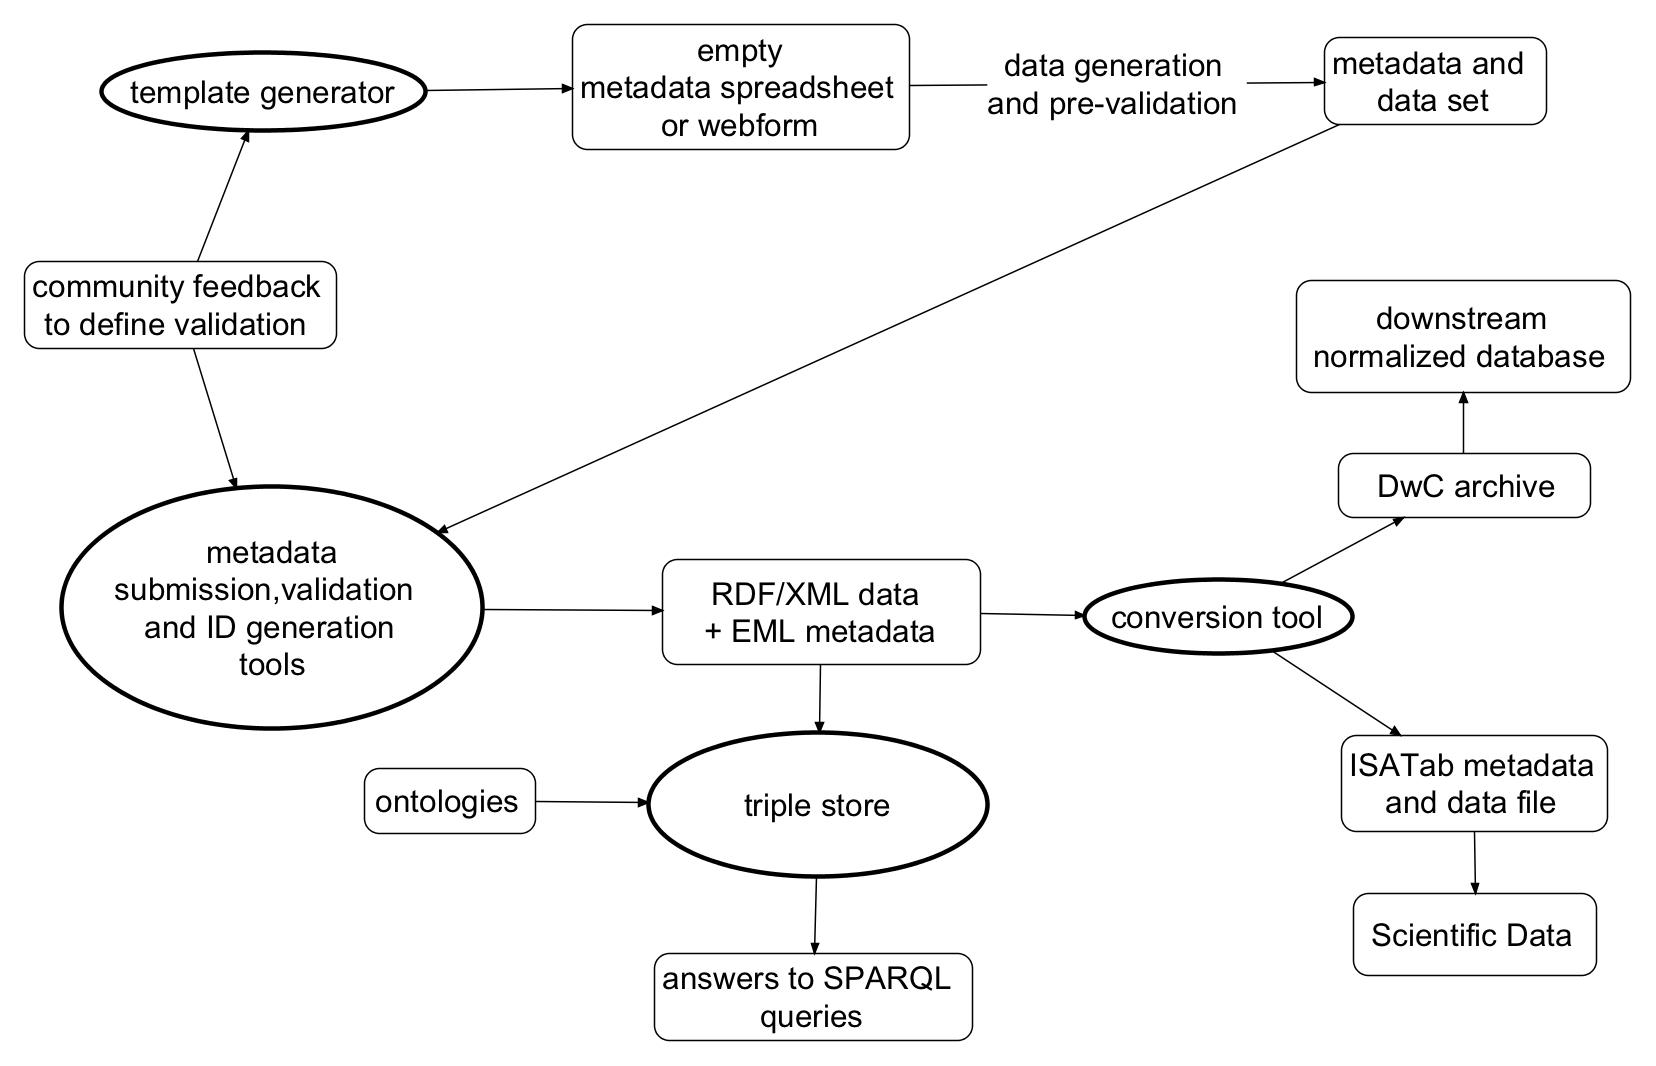 template generator
empty
metadata spreadsheet
or webform
data generation
and pre-validation
metadata and
data set
community feedback
to define validation
downstream
normalized database
DwC archive
metadata
submission,validation
and ID generation
tools
RDF/XML data
+ EML metadata
conversion tool
ontologies
triple store
ISATab metadata
and data file
Scientific Data
answers to SPARQL
queries